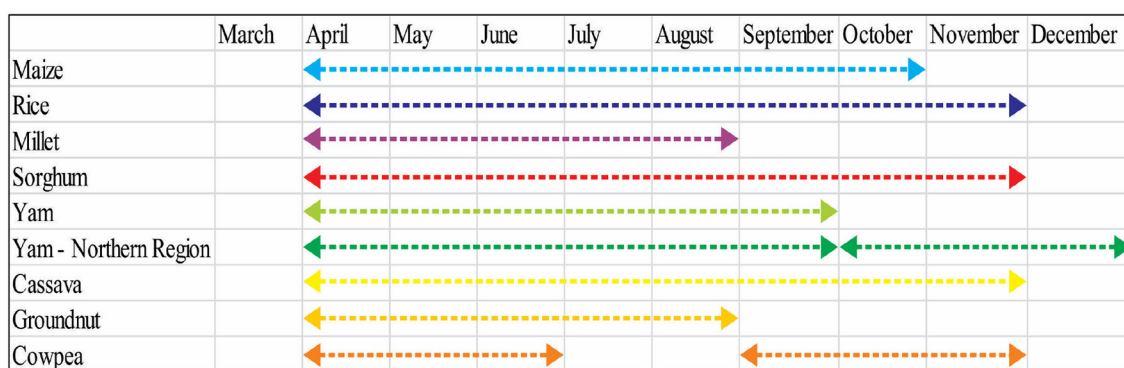 March April May June July August September October November December
Maize
Rice
Millet
Sorghum
Yam
Yam - Northern Region
Cassava
Groundnut
Cowpea